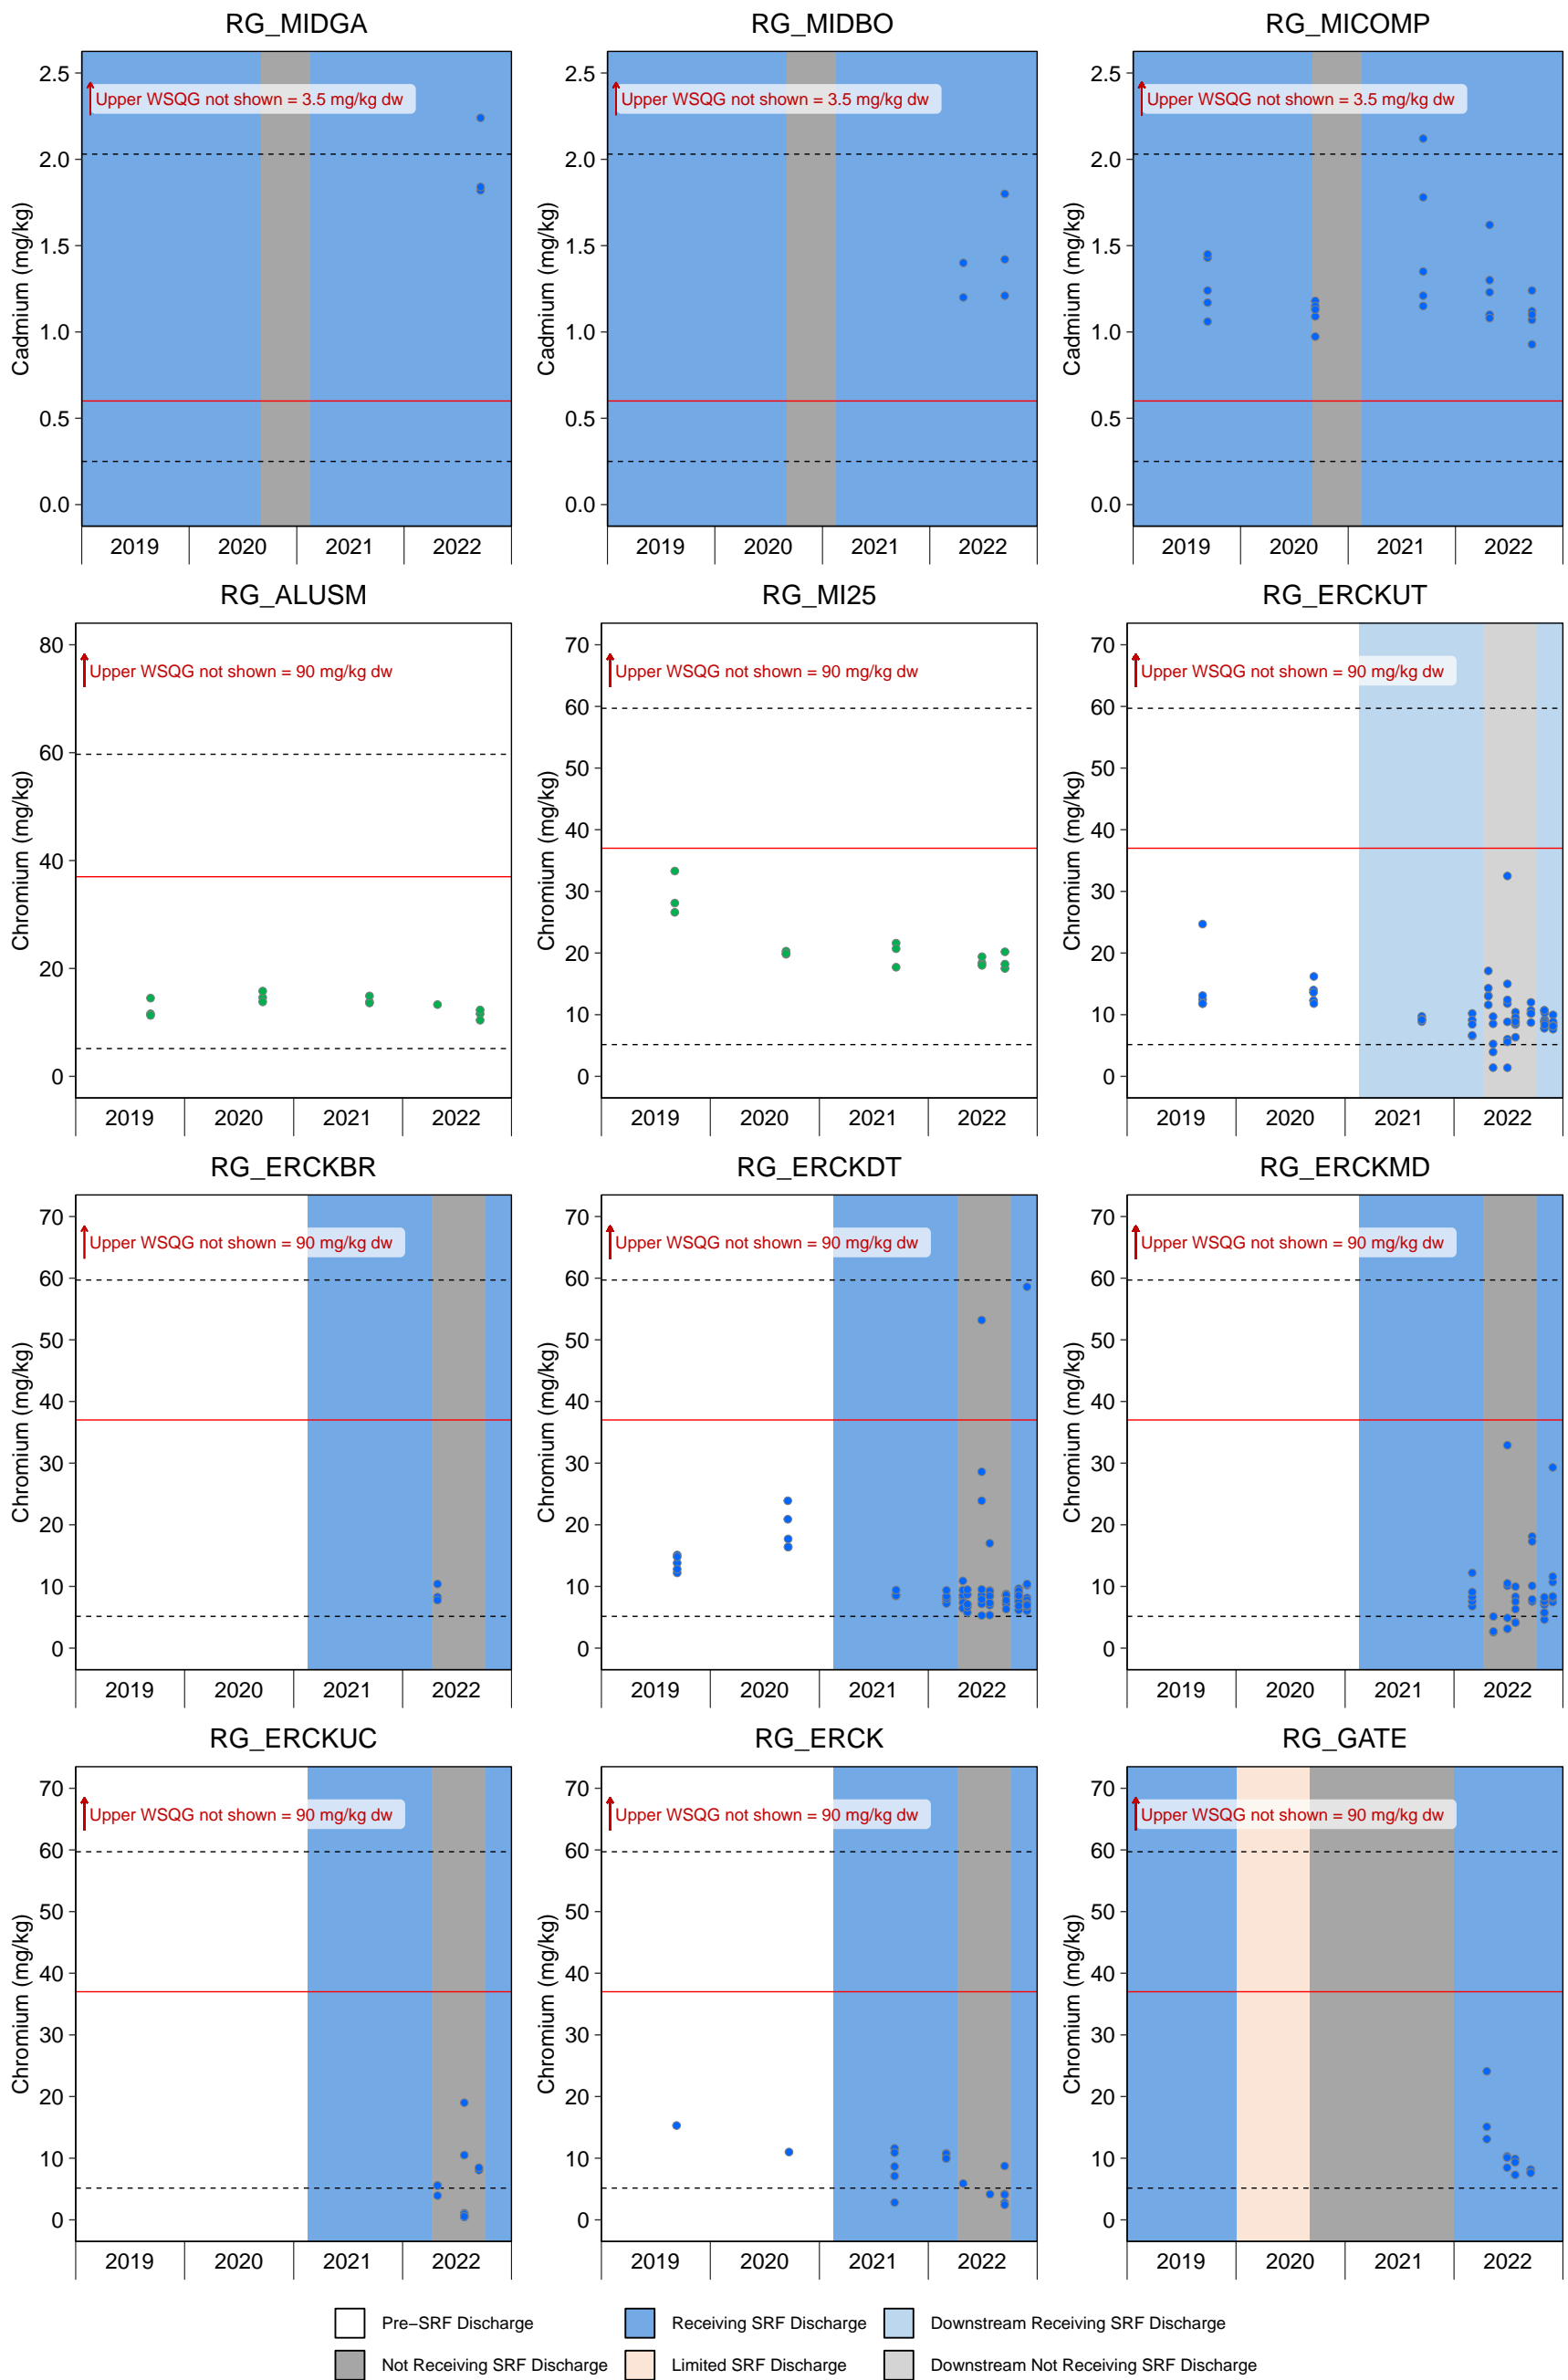 RG_MIDGA
RG_MIDBO
RG_MICOMP
Cadmium (mg/kg)
2.5
2.0
1.5
1.0
0.5
0.0
Upper WSQG not shown = 3.5 mg/kg dw
2019 2020 2021 2022
Cadmium (mg/kg)
2.5
2.0
1.5
1.0
0.5
0.0
Upper WSQG not shown = 3.5 mg/kg dw
2019 2020 2021 2022
Cadmium (mg/kg)
2.5
2.0
1.5
1.0
0.5
0.0
Upper WSQG not shown = 3.5 mg/kg dw
2019 2020 2021 2022
RG_ALUSM
RG_MI25
RG_ERCKUT
Chromium (mg/kg)
80
60
40
20
0
Upper WSQG not shown = 90 mg/kg dw
2019 2020 2021 2022
Chromium (mg/kg)
70
60
50
40
30
20
10
0
Upper WSQG not shown = 90 mg/kg dw
2019 2020 2021 2022
Chromium (mg/kg)
70
60
50
40
30
20
10
0
Upper WSQG not shown = 90 mg/kg dw
2019 2020 2021 2022
RG_ERCKBR
RG_ERCKDT
RG_ERCKMD
Chromium (mg/kg)
70
60
50
40
30
20
10
0
Upper WSQG not shown = 90 mg/kg dw
2019 2020 2021 2022
Chromium (mg/kg)
70
60
50
40
30
20
10
0
Upper WSQG not shown = 90 mg/kg dw
2019 2020 2021 2022
Chromium (mg/kg)
70
60
50
40
30
20
10
0
Upper WSQG not shown = 90 mg/kg dw
2019 2020 2021 2022
RG_ERCKUC
RG_ERCK
RG_GATE
Chromium (mg/kg)
70
60
50
40
30
20
10
0
Upper WSQG not shown = 90 mg/kg dw
2019 2020 2021 2022
Chromium (mg/kg)
70
60
50
40
30
20
10
0
Upper WSQG not shown = 90 mg/kg dw
2019 2020 2021 2022
Chromium (mg/kg)
70
60
50
40
30
20
10
0
Upper WSQG not shown = 90 mg/kg dw
2019 2020 2021 2022
Pre−SRF Discharge
Receiving SRF Discharge
Downstream Receiving SRF Discharge
Not Receiving SRF Discharge
Limited SRF Discharge
Downstream Not Receiving SRF Discharge